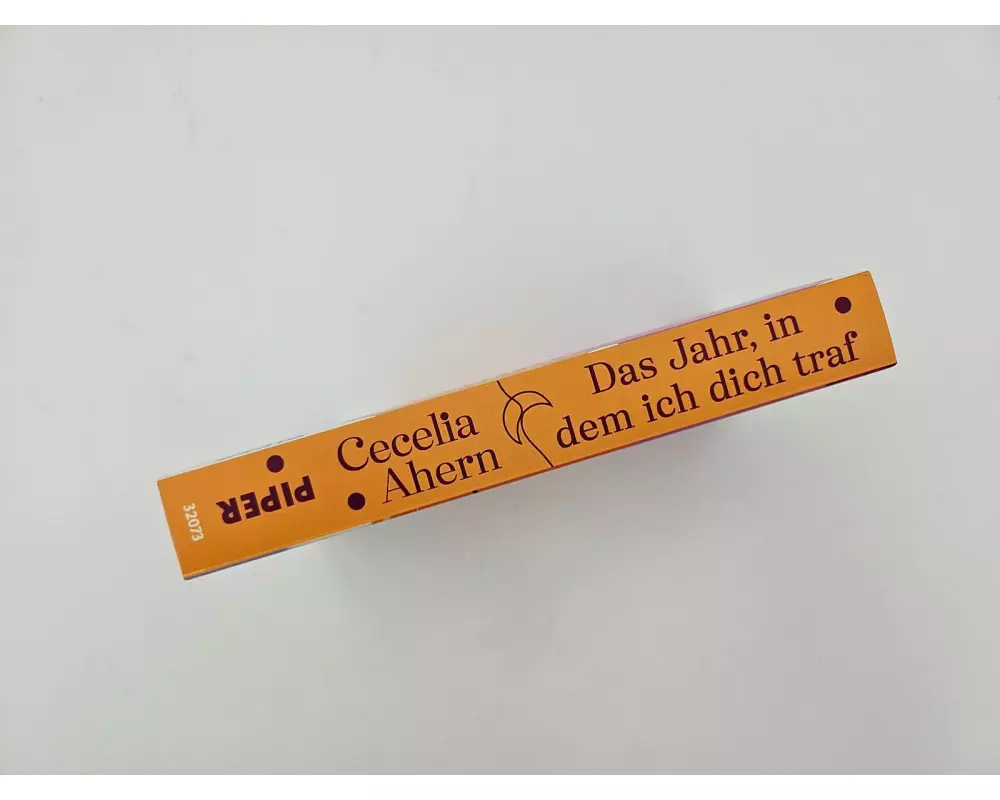 32073
PIPER
Cecelia
Ahern
Das Jahr, in
dem ich dich traf